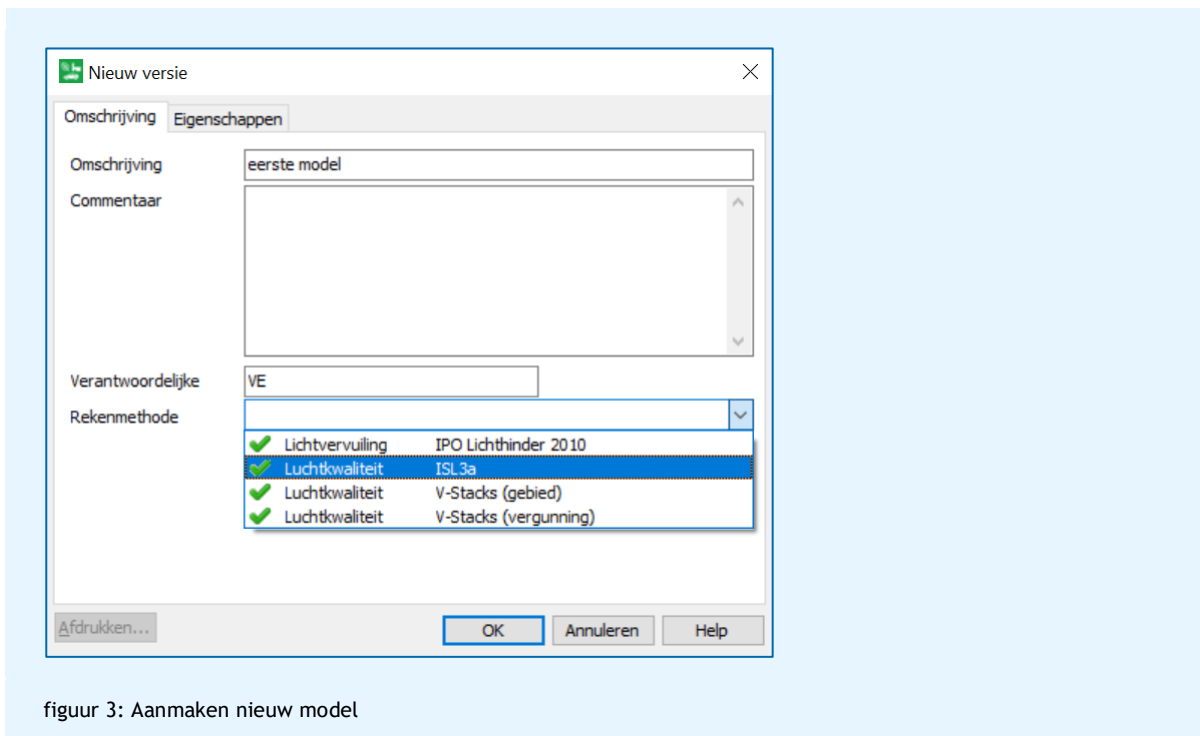 Nieuw versie
Omschrijving Eigenschappen
Omschrijving eerste model
Commentaar
Verantwoordelijke VE
Rekenmethode
Lichtvervuiling IPO Lichthinder 2010
Luchtkwaliteit ISL3a
Luchtkwaliteit V-Stacks (gebied)
Luchtkwaliteit V-Stacks (vergunning)
Afdrukken... OK Annuleren Help
figuur 3: Aanmaken nieuw model